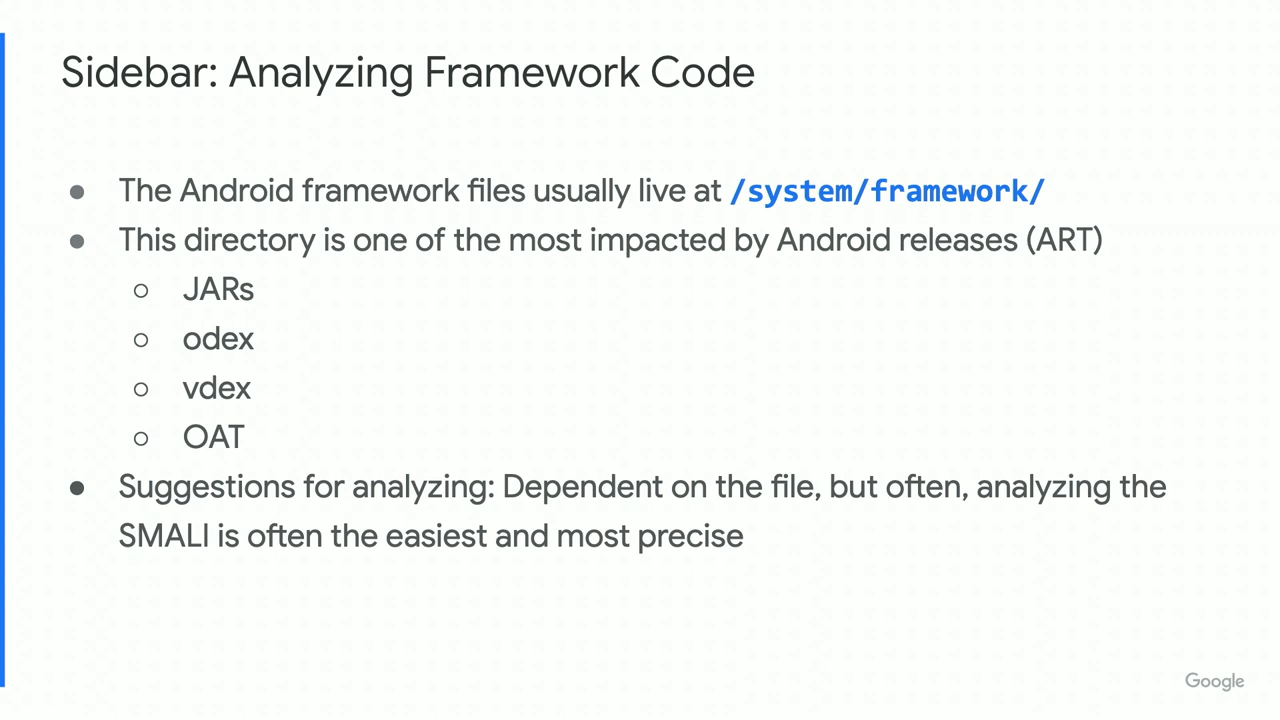 Sidebar: Analyzing Framework Code
● The Android framework files usually live at /system/framework/
● This directory is one of the most impacted by Android releases (ART)
○ JARs
○ odex
○ vdex
○ OAT
● Suggestions for analyzing: Dependent on the file, but often, analyzing the
SMALI is often the easiest and most precise
Google